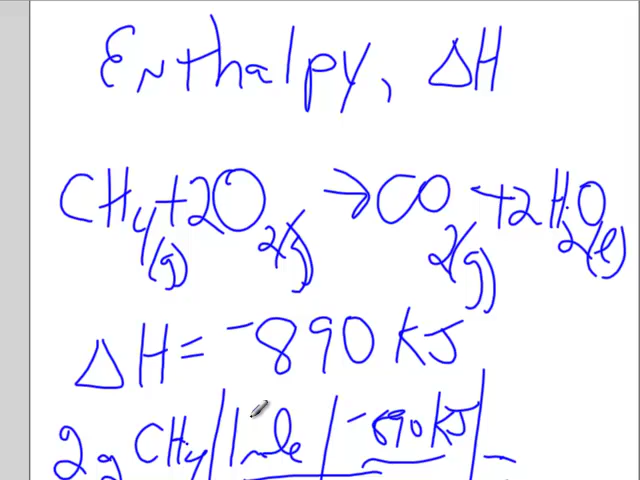 Enthalpy, ΔH
CH₄(g) + 2O₂(g) → CO₂(g) + 2H₂O₍ℓ₎
ΔH = -890 kJ
2g CH₄ | 1 mole | -890 kJ | =